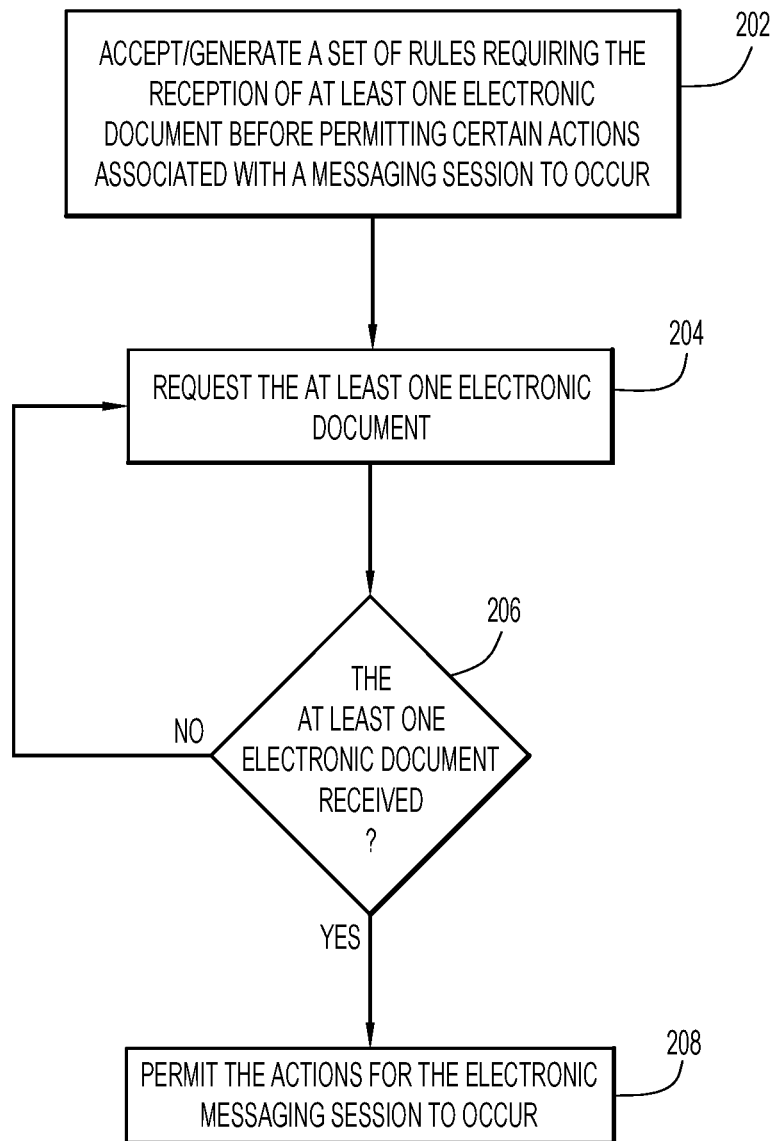 202
ACCEPT/GENERATE A SET OF RULES REQUIRING THE
RECEPTION OF AT LEAST ONE ELECTRONIC
DOCUMENT BEFORE PERMITTING CERTAIN ACTIONS
ASSOCIATED WITH A MESSAGING SESSION TO OCCUR
204
REQUEST THE AT LEAST ONE ELECTRONIC
DOCUMENT
206
THE
AT LEAST ONE
ELECTRONIC DOCUMENT
RECEIVED
?
NO
YES
208
PERMIT THE ACTIONS FOR THE ELECTRONIC
MESSAGING SESSION TO OCCUR